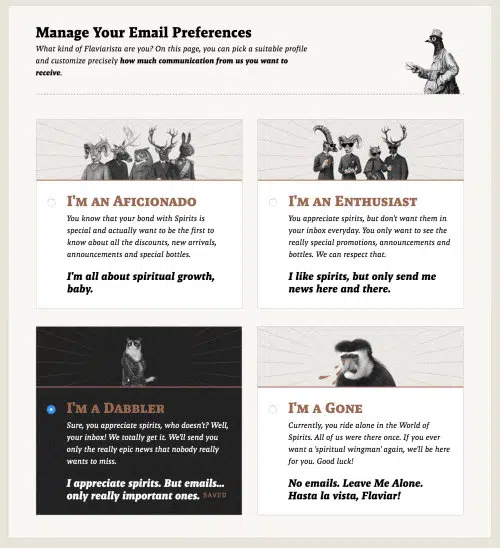 Manage Your Email Preferences
What kind of Flaviarista are you? On this page, you can pick a suitable profile
and customize precisely how much communication from us you want to
receive.
I'm an Aficionado
You know that your bond with Spirits is
special and actually want to be the first to
know about all the discounts, new arrivals,
announcements and special bottles.
I'm all about spiritual growth,
baby.
I'm an Enthusiast
You appreciate spirits, but don't want them in
your inbox everyday. You only want to see the
really special promotions, announcements and
bottles. We can respect that.
I like spirits, but only send me
news here and there.
I'm a Dabbler
Sure, you appreciate spirits, who doesn't? Well,
your inbox! We totally get it. We'll send you
only the really epic news that nobody really
wants to miss.
I appreciate spirits. But emails...
only really important ones. SAVED
I'm a Gone
Currently, you ride alone in the World of
Spirits. All of us were there once. If you ever
want a 'spiritual wingman' again, we'll be here
for you. Good luck!
No emails. Leave Me Alone.
Hasta la vista, Flaviar!